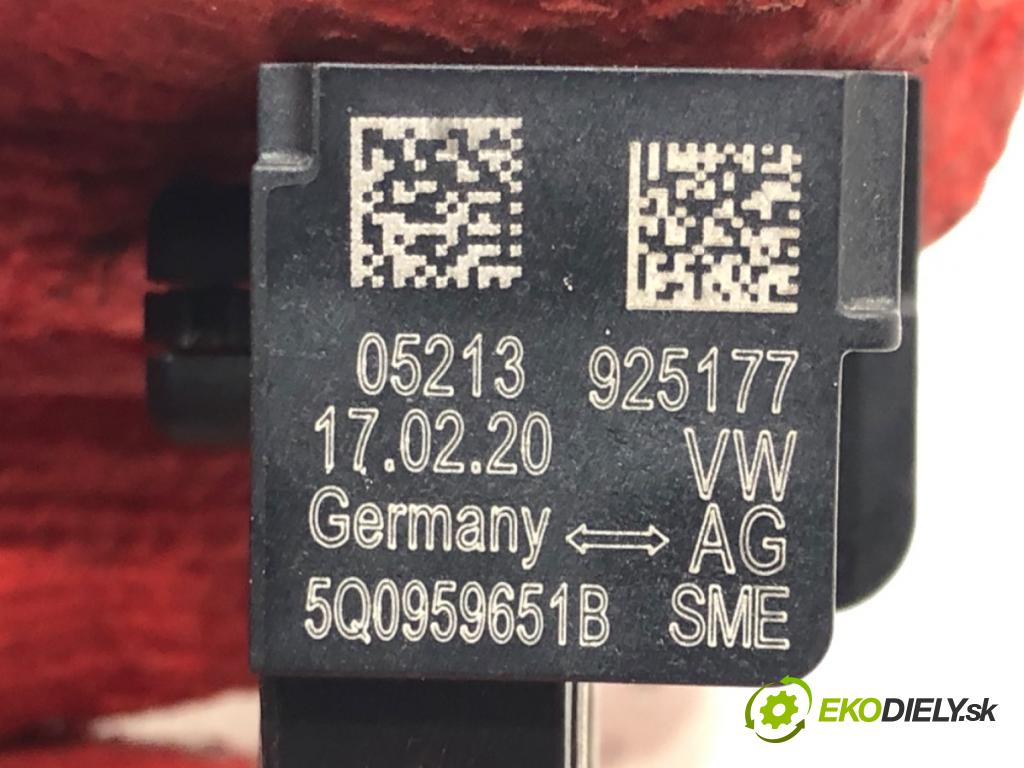 05213 925177
17.02.20 VW
Germany ⟷ AG
5Q0959651B SME
EKODIELY.sk